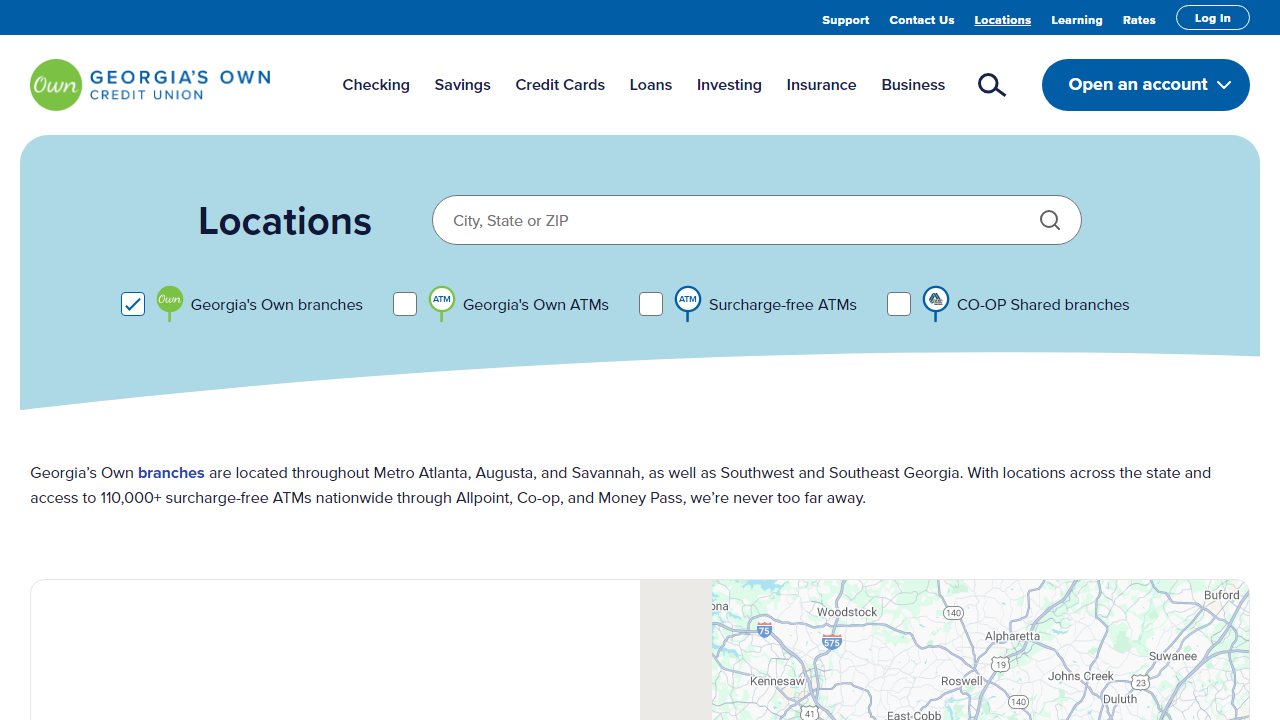 Support Contact Us Locations Learning Rates Log In
Own GEORGIA'S OWN
CREDIT UNION
Checking Savings Credit Cards Loans Investing Insurance Business Open an account
Locations
City, State or ZIP
Own Georgia's Own branches ATM Georgia's Own ATMs ATM Surcharge-free ATMs CO-OP Shared branches
Georgia’s Own branches are located throughout Metro Atlanta, Augusta, and Savannah, as well as Southwest and Southeast Georgia. With locations across the state and
access to 110,000+ surcharge-free ATMs nationwide through Allpoint, Co-op, and Money Pass, we’re never too far away.
Buford
ona Woodstock 140
75 575 Alpharetta
Suwanee
19
Kennesaw Roswell Johns Creek 23
140 Duluth
41 East Cobb